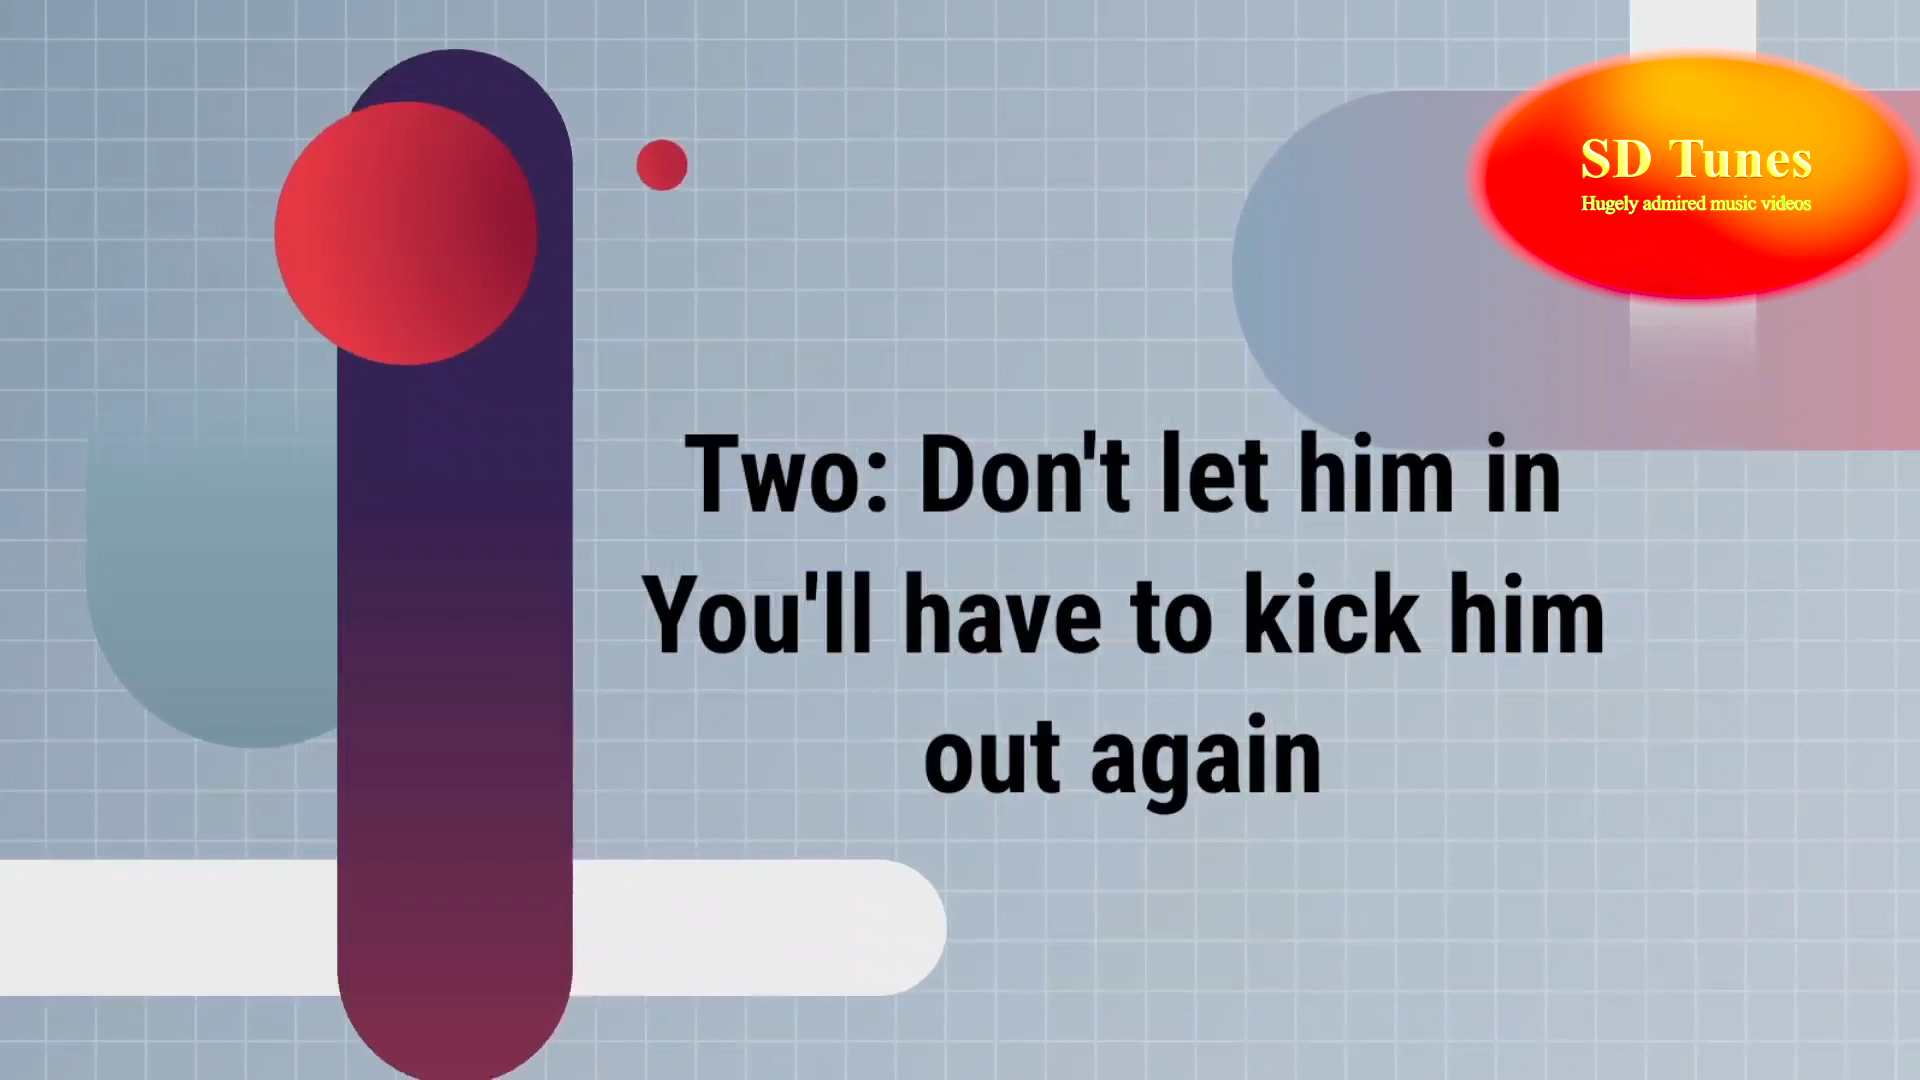 SD Tunes
Hugely admired music videos
Two: Don't let him in
You'll have to kick him
out again